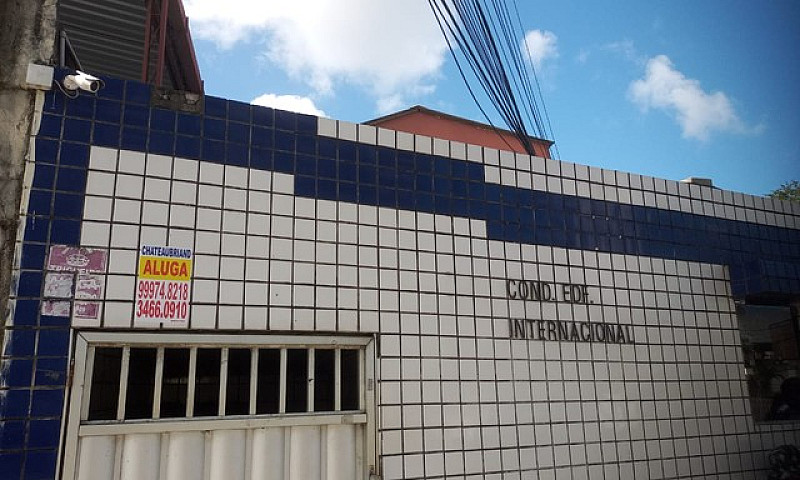 CHATEAUBRIAND
ALUGA
99974.8218
3466.0910
COND. EDF.
INTERNACIONAL